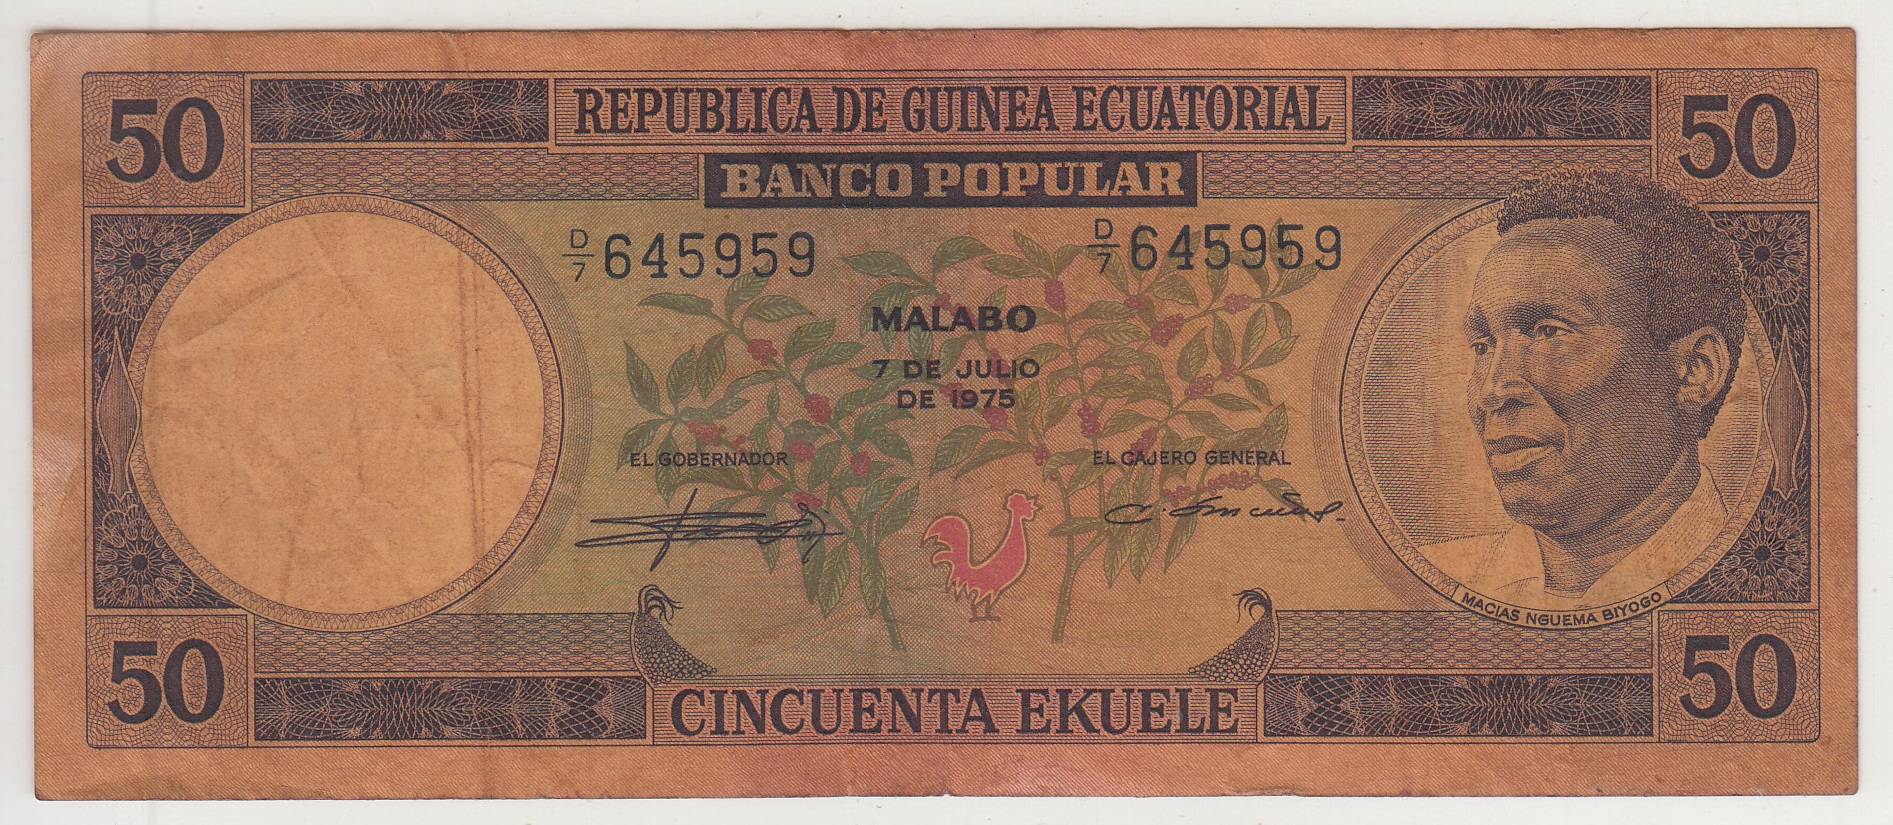 50 REPUBLICA DE GUINEA ECUATORIAL 50
BANCO POPULAR
D/7 645959 D/7 645959
MALABO
7 DE JULIO
DE 1975
EL GOBERNADOR EL CAJERO GENERAL
MACIAS NGUEMA BIYOGO
50 CINCUENTA EKUELE 50